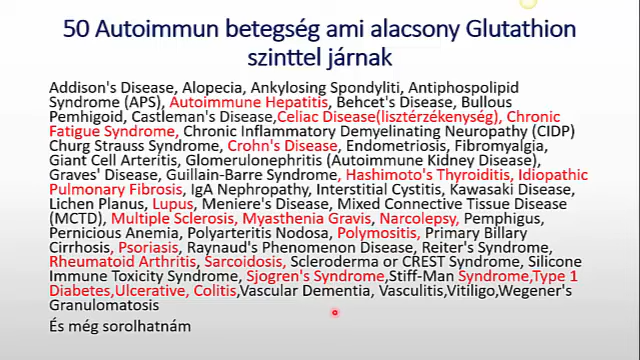 50 Autoimmun betegség ami alacsony Glutathion
szinttel járnak
Addison's Disease, Alopecia, Ankylosing Spondyliti, Antiphospolipid
Syndrome (APS), Autoimmune Hepatitis, Behcet's Disease, Bullous
Pemhigoid, Castleman's Disease,Celiac Disease(lisztérzékenység), Chronic
Fatigue Syndrome, Chronic Inflammatory Demyelinating Neuropathy (CIDP)
Churg Strauss Syndrome, Crohn's Disease, Endometriosis, Fibromyalgia,
Giant Cell Arteritis, Glomerulonephritis (Autoimmune Kidney Disease),
Graves' Disease, Guillain-Barre Syndrome, Hashimoto's Thyroiditis, Idiopathic
Pulmonary Fibrosis, IgA Nephropathy, Interstitial Cystitis, Kawasaki Disease,
Lichen Planus, Lupus, Meniere's Disease, Mixed Connective Tissue Disease
(MCTD), Multiple Sclerosis, Myasthenia Gravis, Narcolepsy, Pemphigus,
Pernicious Anemia, Polyarteritis Nodosa, Polymositis, Primary Billary
Cirrhosis, Psoriasis, Raynaud's Phenomenon Disease, Reiter's Syndrome,
Rheumatoid Arthritis, Sarcoidosis, Scleroderma or CREST Syndrome, Silicone
Immune Toxicity Syndrome, Sjogren's Syndrome,Stiff-Man Syndrome,Type 1
Diabetes,Ulcerative, Colitis,Vascular Dementia, Vasculitis,Vitiligo,Wegener's
Granulomatosis
És még sorolhatnám